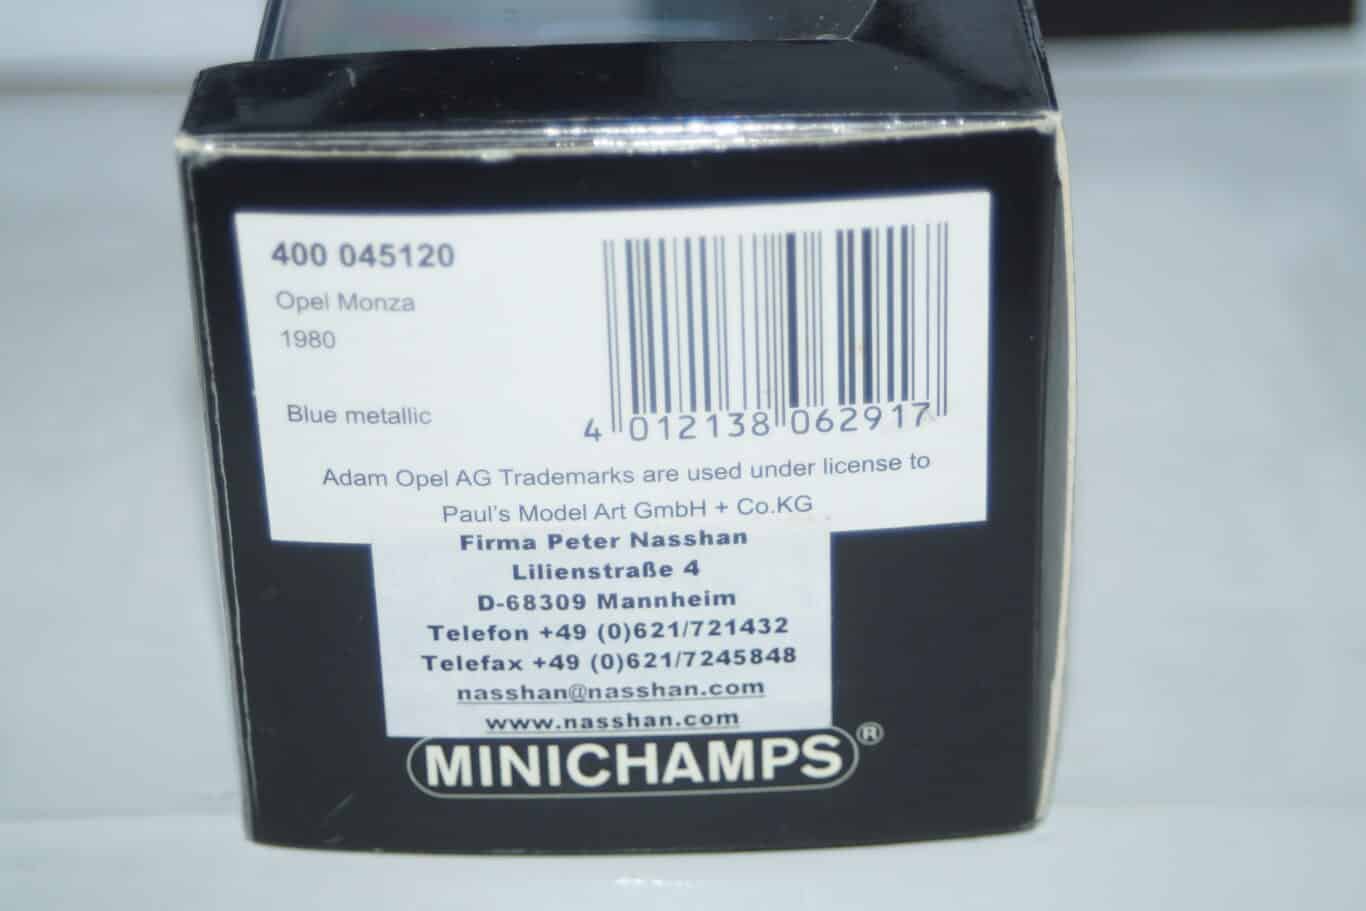 400 045120
Opel Monza
1980
Blue metallic
4 012138 062917
Adam Opel AG Trademarks are used under license to
Paul's Model Art GmbH + Co.KG
Firma Peter Nasshan
Lilienstraße 4
D-68309 Mannheim
Telefon +49 (0)621/721432
Telefax +49 (0)621/7245848
nasshan@nasshan.com
www.nasshan.com
MINICHAMPS®